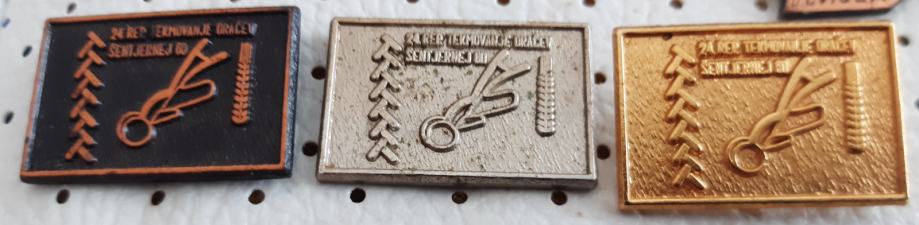 24. REP. TEKMOVANJE ORAČEV
ŠENTJERNEJ 80
24. REP. TEKMOVANJE ORAČEV
ŠENTJERNEJ 80
24. REP. TEKMOVANJE ORAČEV
ŠENTJERNEJ 80